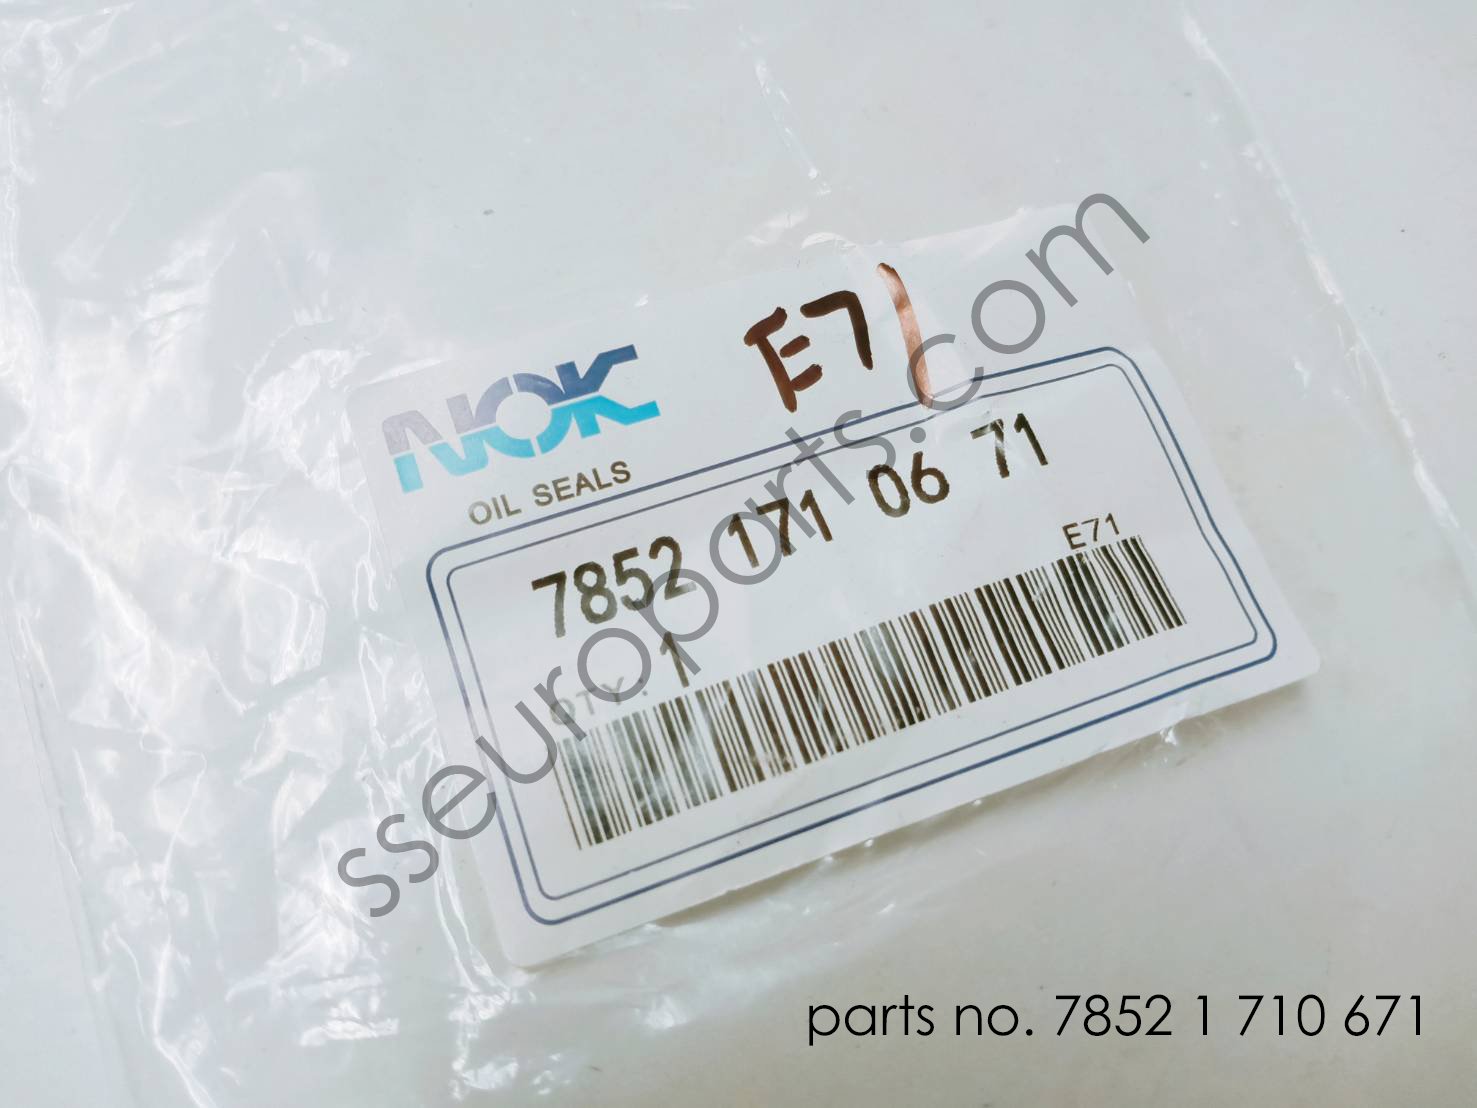 E71
NOK
OIL SEALS
7852 171 06 71
E71
QTY: 1
sseuroparts.com
parts no. 7852 1 710 671